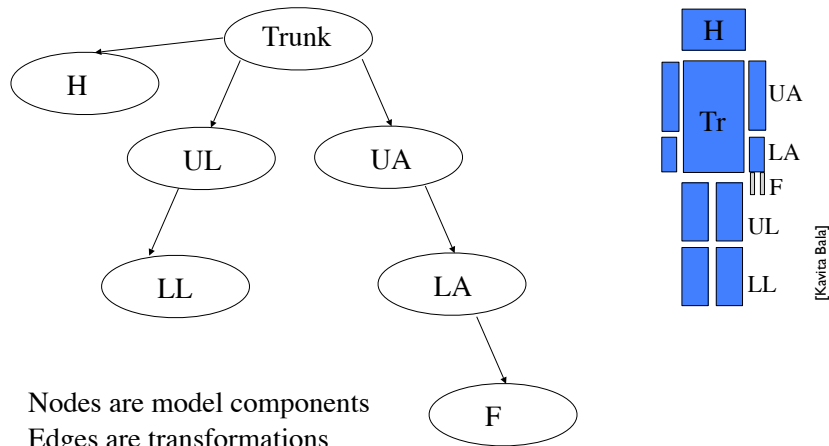 Trunk
H
UL
UA
LL
LA
F
Nodes are model components
Edges are transformations
H
Tr
UA
LA
F
UL
LL
[Kavita Bala]